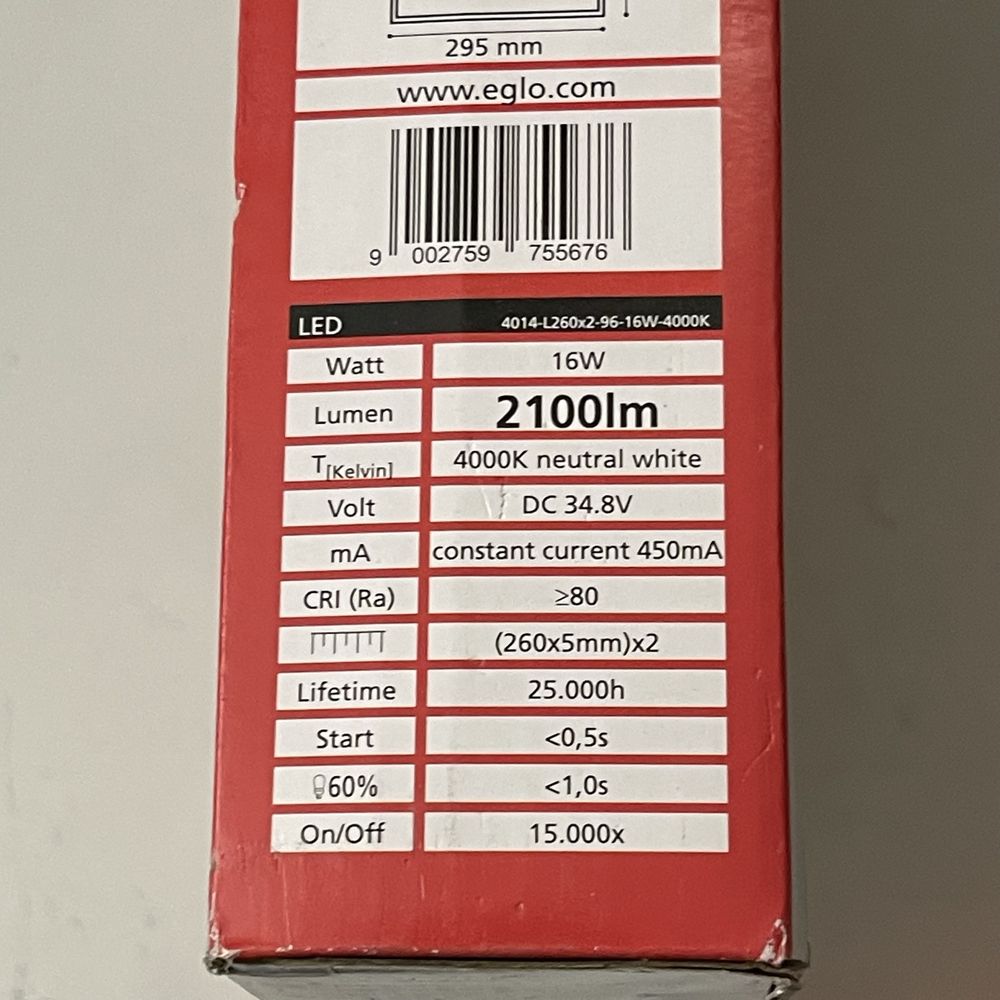 295 mm
www.eglo.com
9 002759 755676
LED 4014-L260x2-96-16W-4000K
Watt 16W
Lumen 2100lm
T[Kelvin] 4000K neutral white
Volt DC 34.8V
mA constant current 450mA
CRI (Ra) ≥80
(260x5mm)x2
Lifetime 25.000h
Start <0,5s
60% <1,0s
On/Off 15.000x